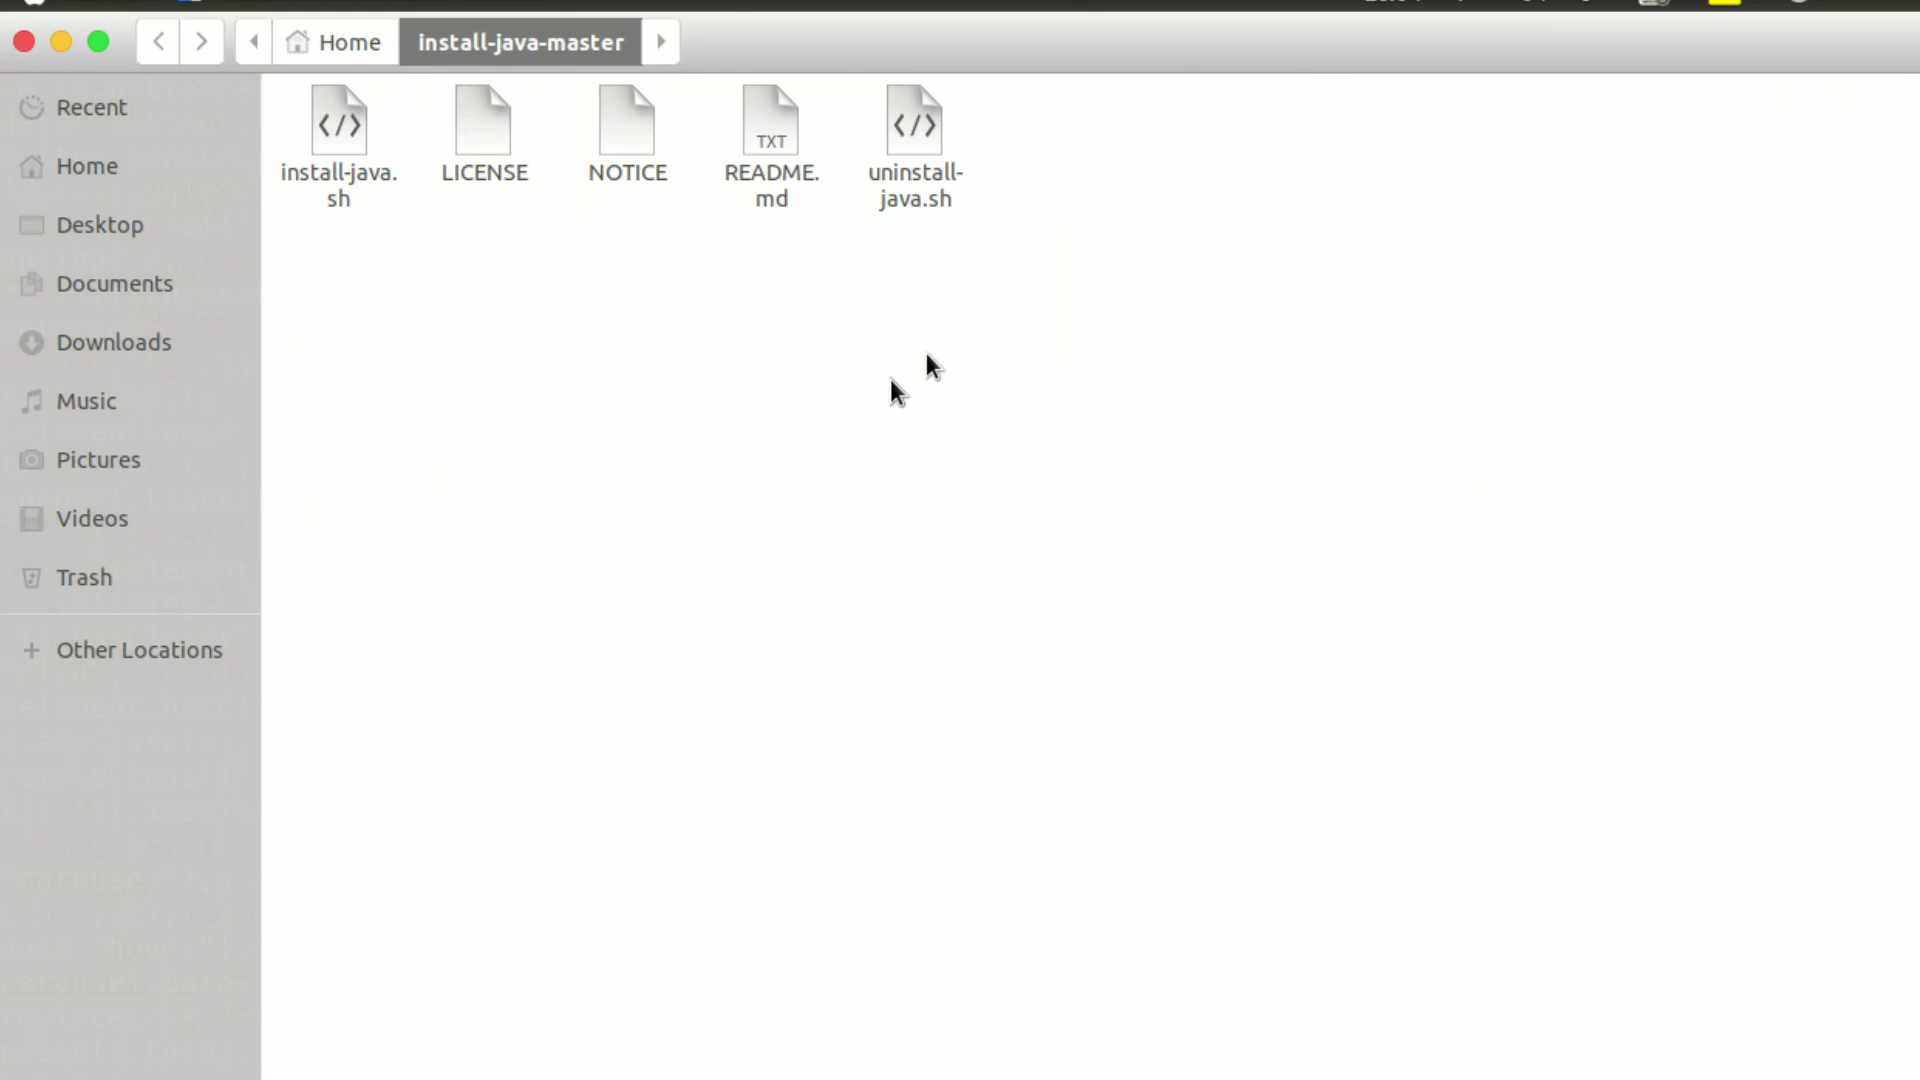 Home
install-java-master
Recent
Home
Desktop
Documents
Downloads
Music
Pictures
Videos
Trash
Other Locations
install-java.
sh
LICENSE
NOTICE
TXT
README.
md
uninstall-
java.sh